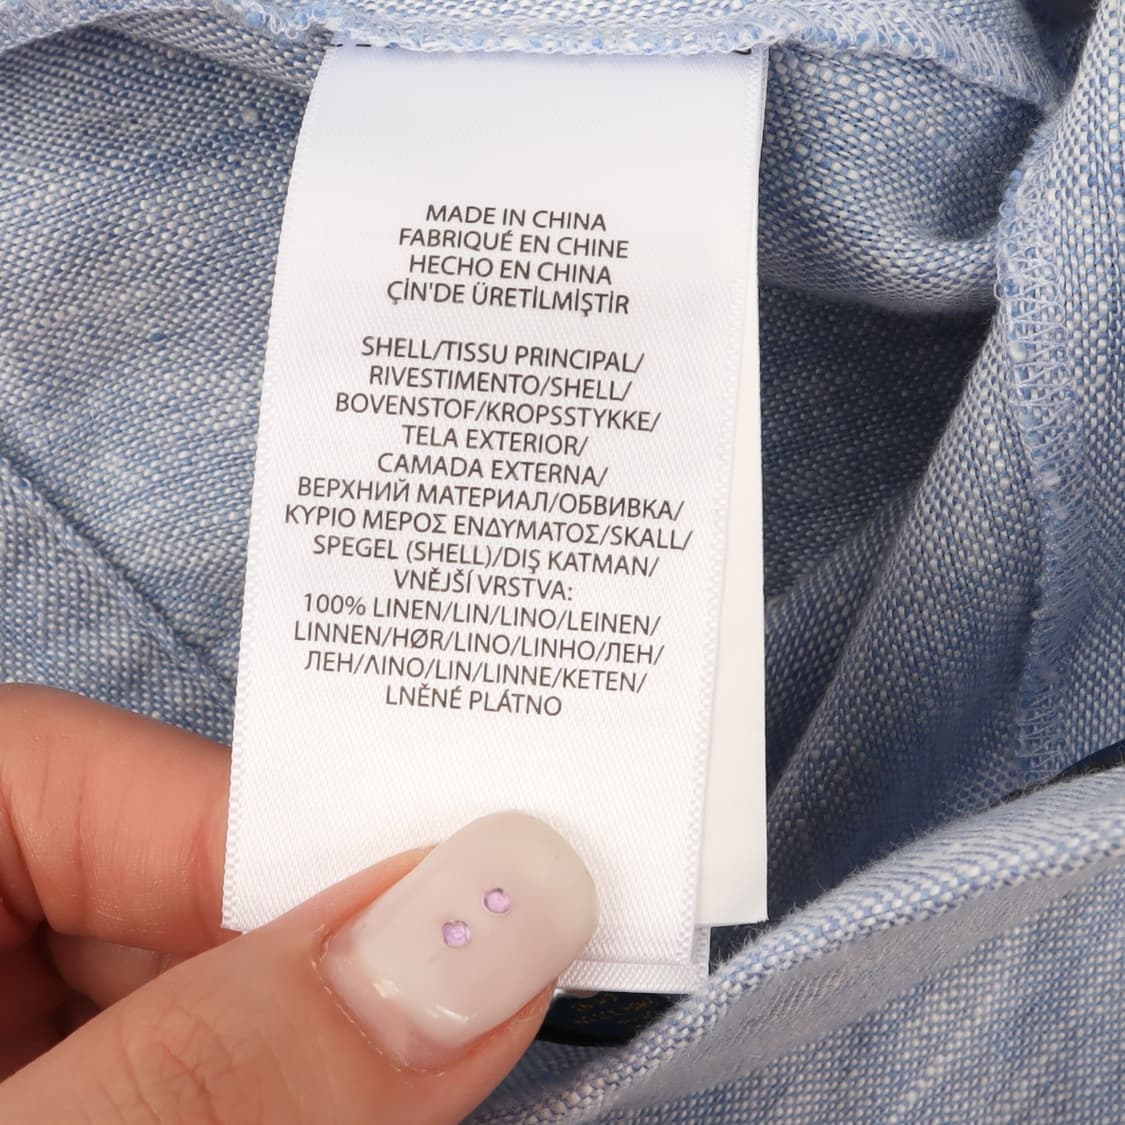 MADE IN CHINA
FABRIQUÉ EN CHINE
HECHO EN CHINA
ÇİN'DE ÜRETİLMİŞTİR
SHELL/TISSU PRINCIPAL/
RIVESTIMENTO/SHELL/
BOVENSTOF/KROPSSTYKKE/
TELA EXTERIOR/
CAMADA EXTERNA/
ВЕРХНИЙ МАТЕРИАЛ/ОБВИВКА/
ΚΥΡΙΟ ΜΕΡΟΣ ΕΝΔΥΜΑΤΟΣ/SKALL/
SPEGEL (SHELL)/DIŞ KATMAN/
VNĚJŠÍ VRSTVA:
100% LINEN/LIN/LINO/LEINEN/
LINNEN/HØR/LINO/LINHO/ЛЕН/
ЛЕН/ΛΙΝΟ/LIN/LINNE/KETEN/
LNĚNÉ PLÁTNO